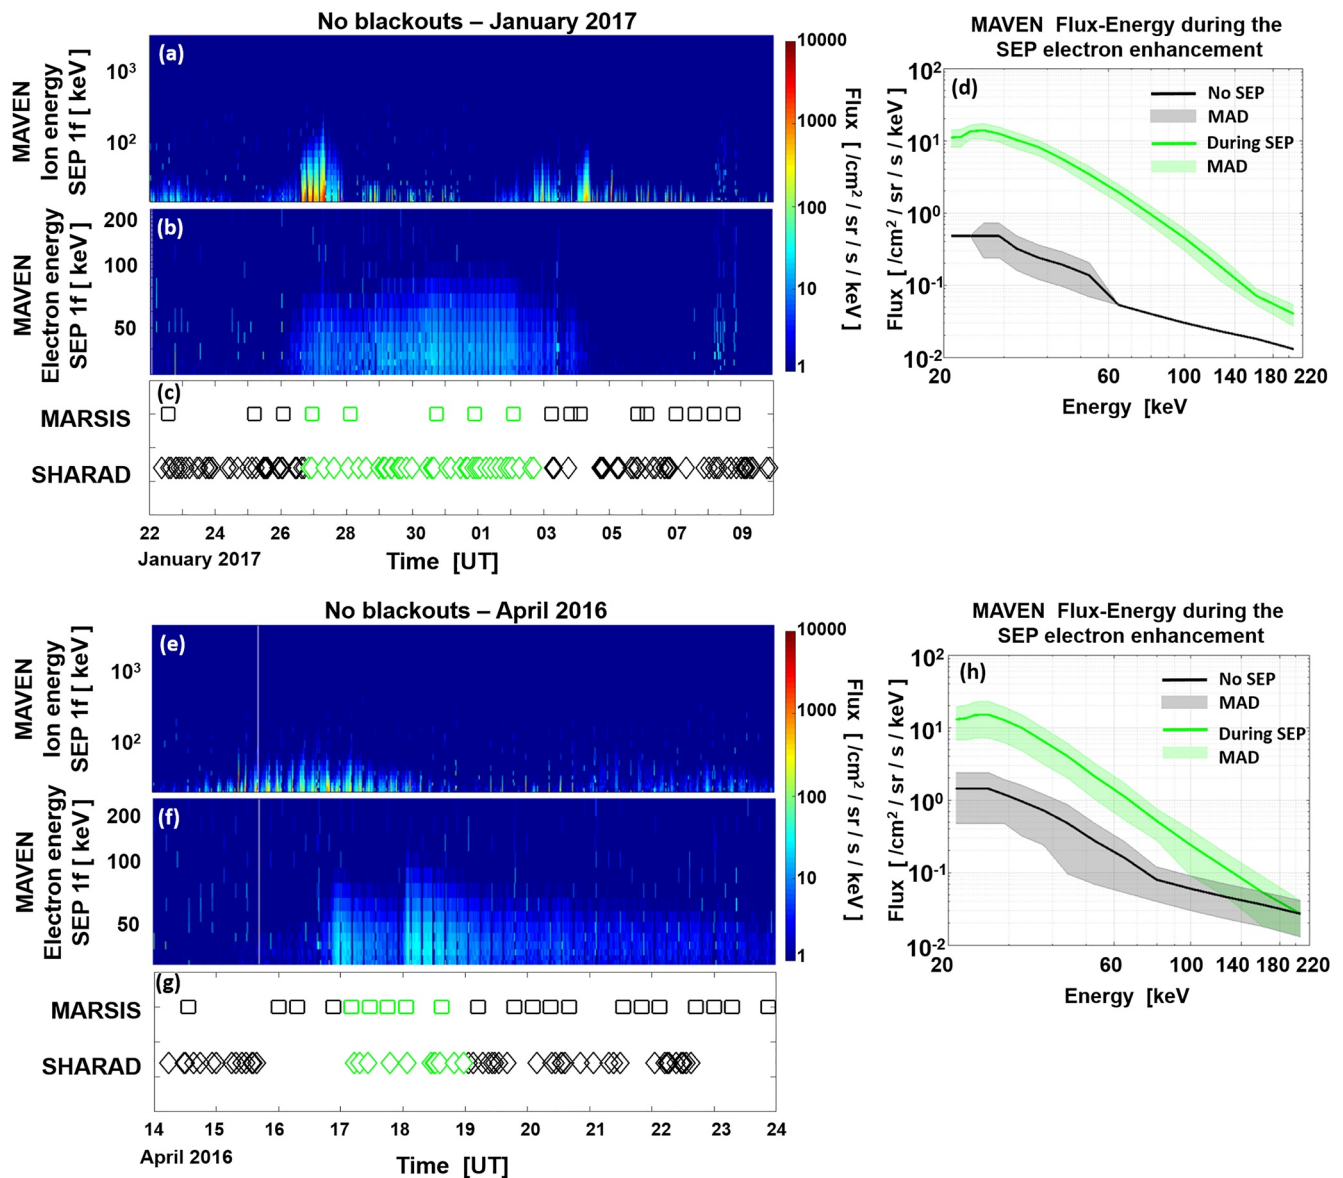 No blackouts – January 2017
(a)
MAVEN
Ion energy
SEP 1f [ keV]
10³
10²
10000
1000
100
10
1
Flux [ /cm² / sr / s / keV ]
(b)
MAVEN
Electron energy
SEP 1f [ keV]
200
100
50
(c)
MARSIS
SHARAD
22 24 26 28 30 01 03 05 07 09
January 2017
Time [UT]
MAVEN Flux-Energy during the
SEP electron enhancement
(d)
No SEP
MAD
During SEP
MAD
Flux [ /cm² / sr / s / keV ]
10²
10¹
10⁰
10⁻¹
10⁻²
20 60 100 140 180 220
Energy [keV
No blackouts – April 2016
(e)
MAVEN
Ion energy
SEP 1f [ keV]
10³
10²
10000
1000
100
10
1
Flux [ /cm² / sr / s / keV ]
(f)
MAVEN
Electron energy
SEP 1f [ keV]
200
100
50
(g)
MARSIS
SHARAD
14 15 16 17 18 19 20 21 22 23 24
April 2016
Time [UT]
MAVEN Flux-Energy during the
SEP electron enhancement
(h)
No SEP
MAD
During SEP
MAD
Flux [ /cm² / sr / s / keV ]
10²
10¹
10⁰
10⁻¹
10⁻²
20 60 100 140 180 220
Energy [keV